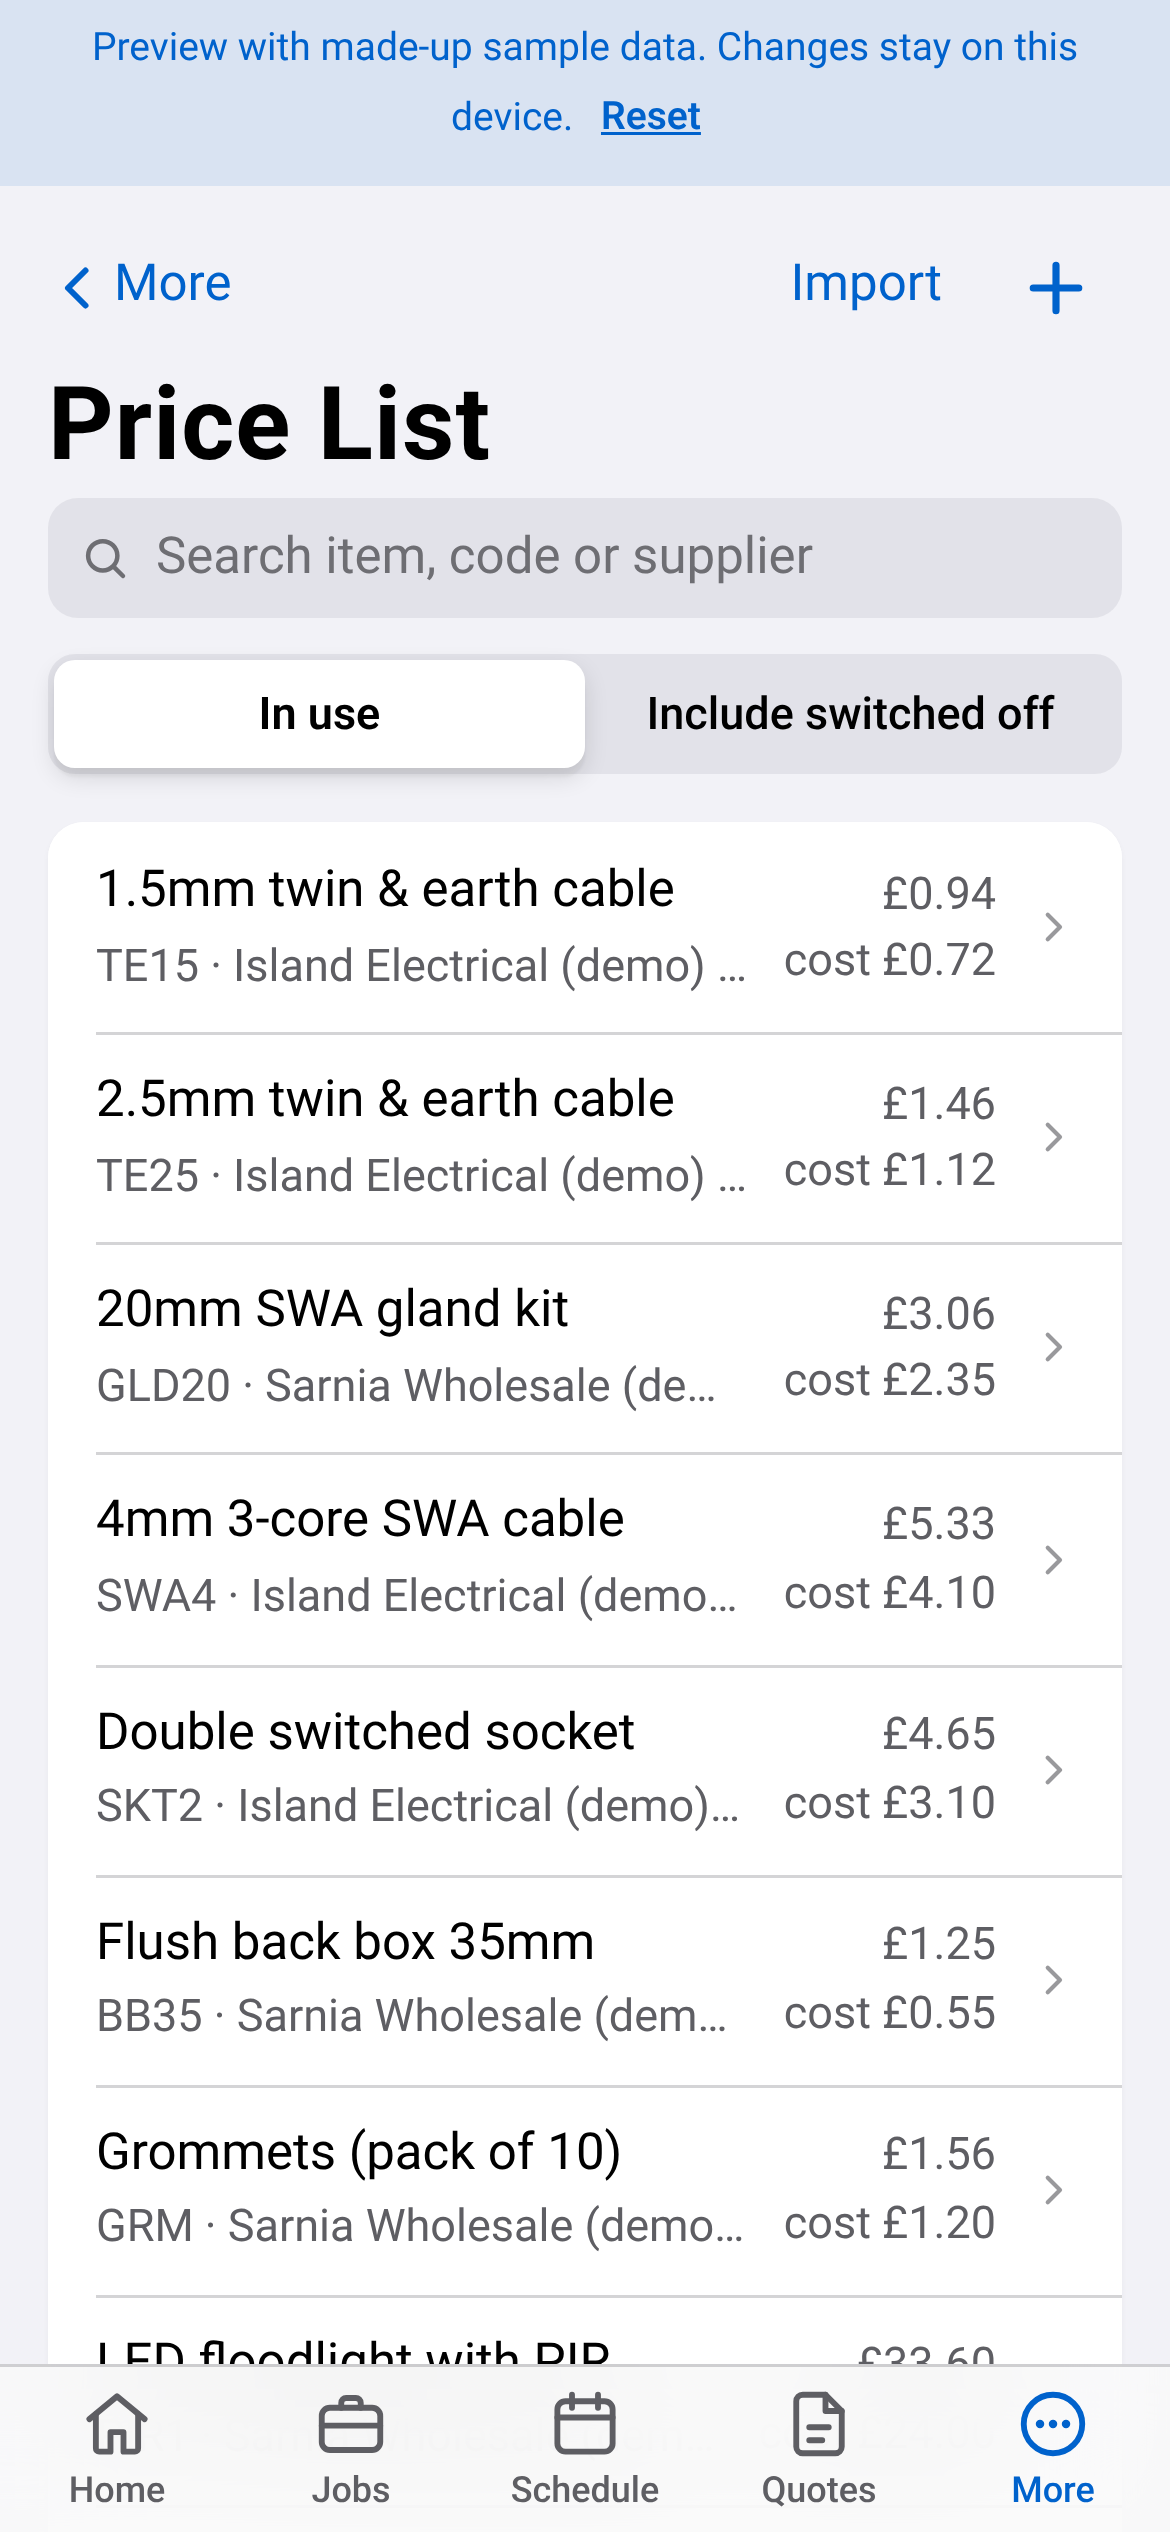 Preview with made-up sample data. Changes stay on this
device. Reset
More
Import
Price List
Search item, code or supplier
In use
Include switched off
1.5mm twin & earth cable
£0.94
TE15 · Island Electrical (demo) ...
cost £0.72
2.5mm twin & earth cable
£1.46
TE25 · Island Electrical (demo) ...
cost £1.12
20mm SWA gland kit
£3.06
GLD20 · Sarnia Wholesale (de...
cost £2.35
4mm 3-core SWA cable
£5.33
SWA4 · Island Electrical (demo...
cost £4.10
Double switched socket
£4.65
SKT2 · Island Electrical (demo)...
cost £3.10
Flush back box 35mm
£1.25
BB35 · Sarnia Wholesale (dem...
cost £0.55
Grommets (pack of 10)
£1.56
GRM · Sarnia Wholesale (demo...
cost £1.20
LED floodlight with PIR
£33.60
Home
Jobs
Schedule
Quotes
More